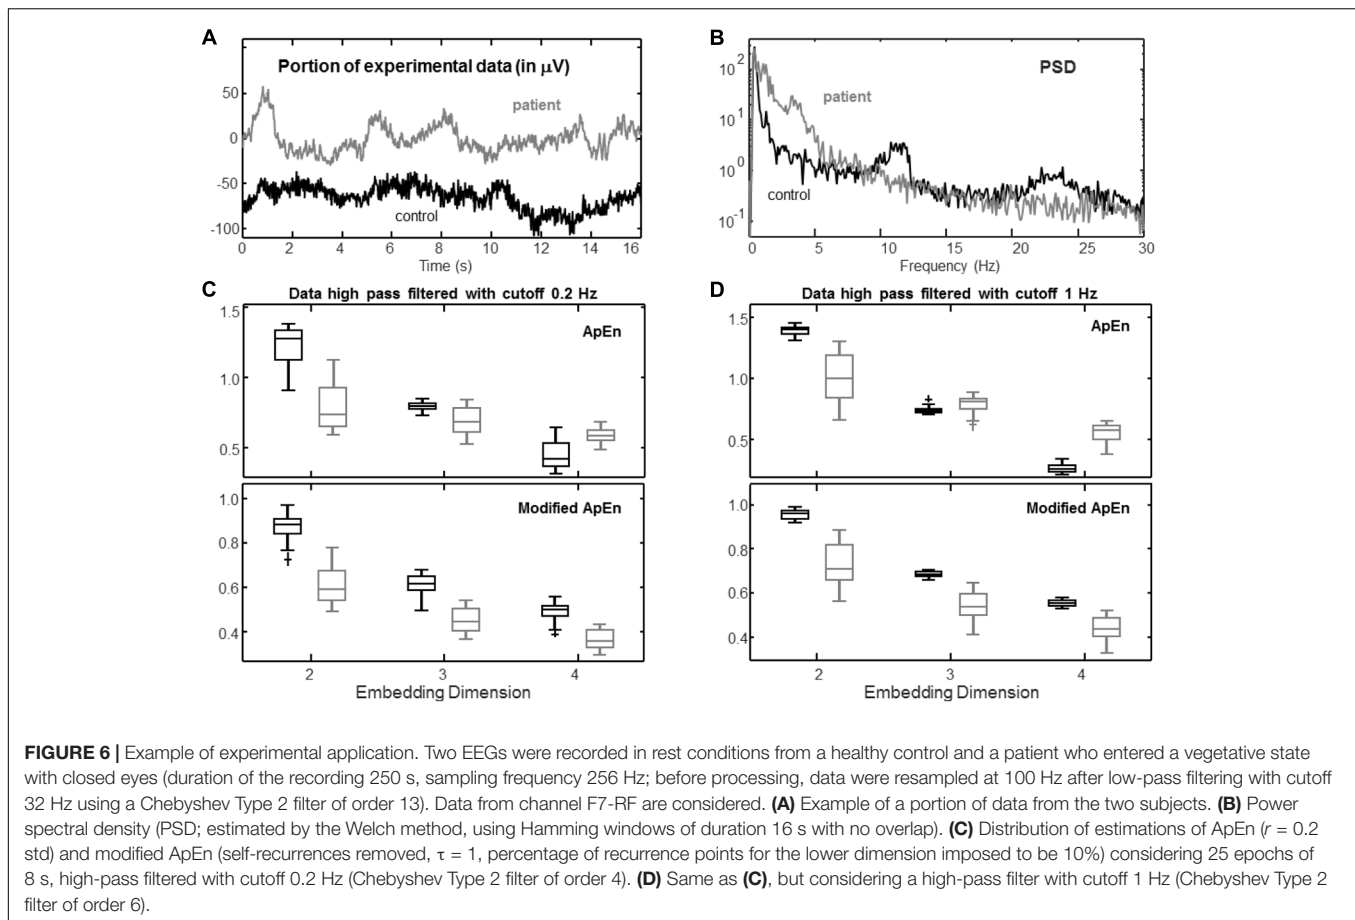 A
Portion of experimental data (in μV)
50
0
-50
-100
patient
control
0 2 4 6 8 10 12 14 16
Time (s)
B
PSD
10² 
10¹
10⁰
10⁻¹
patient
control
0 5 10 15 20 25 30
Frequency (Hz)
C
Data high pass filtered with cutoff 0.2 Hz
1.5
1.0
0.5
ApEn
1.0
0.8
0.6
0.4
Modified ApEn
2 3 4
Embedding Dimension
D
Data high pass filtered with cutoff 1 Hz
1.5
1.0
0.5
ApEn
1.0
0.8
0.6
0.4
Modified ApEn
2 3 4
Embedding Dimension
FIGURE 6 | Example of experimental application. Two EEGs were recorded in rest conditions from a healthy control and a patient who entered a vegetative state
with closed eyes (duration of the recording 250 s, sampling frequency 256 Hz; before processing, data were resampled at 100 Hz after low-pass filtering with cutoff
32 Hz using a Chebyshev Type 2 filter of order 13). Data from channel F7-RF are considered. (A) Example of a portion of data from the two subjects. (B) Power
spectral density (PSD; estimated by the Welch method, using Hamming windows of duration 16 s with no overlap). (C) Distribution of estimations of ApEn (r = 0.2
std) and modified ApEn (self-recurrences removed, τ = 1, percentage of recurrence points for the lower dimension imposed to be 10%) considering 25 epochs of
8 s, high-pass filtered with cutoff 0.2 Hz (Chebyshev Type 2 filter of order 4). (D) Same as (C), but considering a high-pass filter with cutoff 1 Hz (Chebyshev Type 2
filter of order 6).